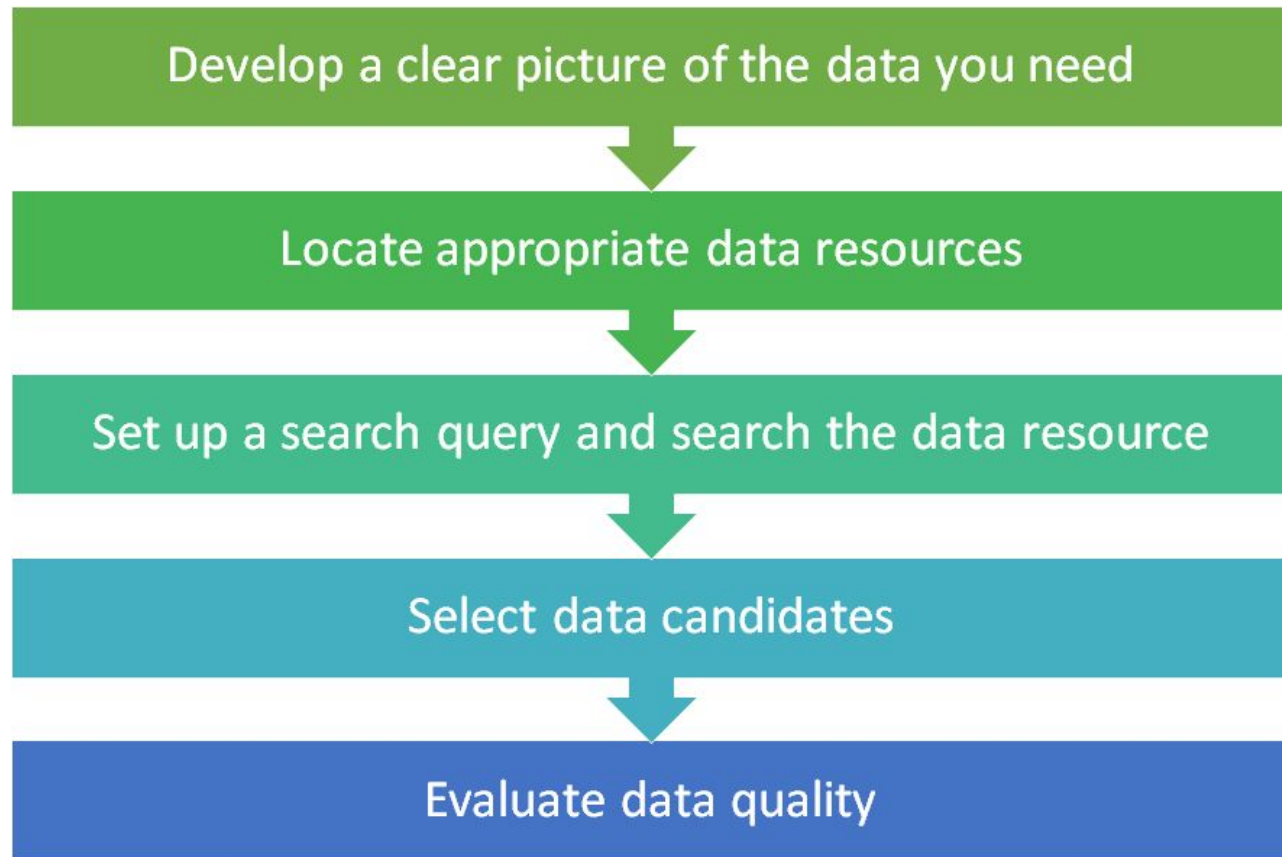 Develop a clear picture of the data you need
Locate appropriate data resources
Set up a search query and search the data resource
Select data candidates
Evaluate data quality